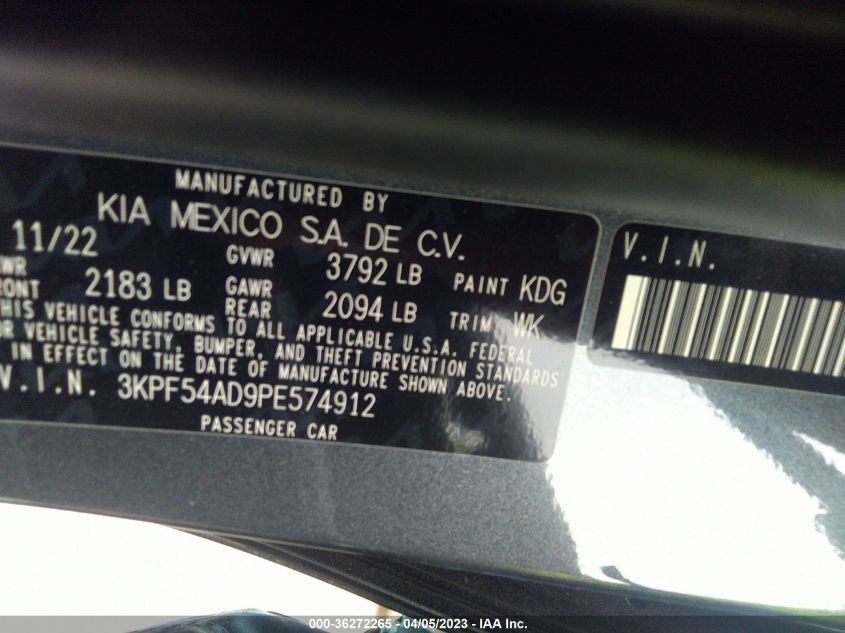 MANUFACTURED BY
KIA MEXICO S.A. DE C.V.
11/22 GVWR 3792 LB PAINT KDG
2183 LB GAWR REAR 2094 LB TRIM WK
THIS VEHICLE CONFORMS TO ALL APPLICABLE U.S.A. FEDERAL
VEHICLE SAFETY, BUMPER, AND THEFT PREVENTION STANDARDS
IN EFFECT ON THE DATE OF MANUFACTURE SHOWN ABOVE.
V.I.N. 3KPF54AD9PE574912
PASSENGER CAR
V.I.N.
000-36272265 - 04/05/2023 - IAA Inc.